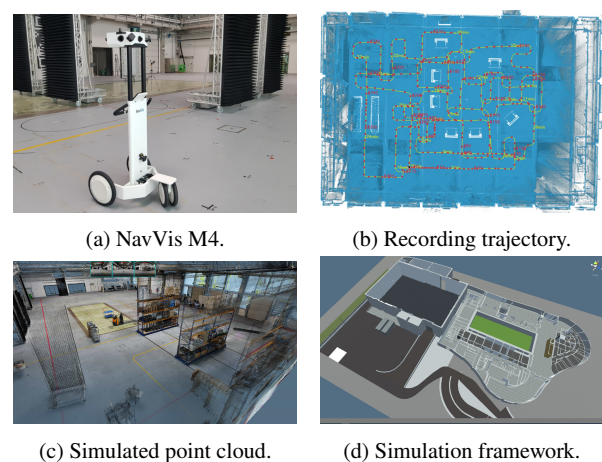 (a) NavVis M4.
(b) Recording trajectory.
(c) Simulated point cloud.
(d) Simulation framework.